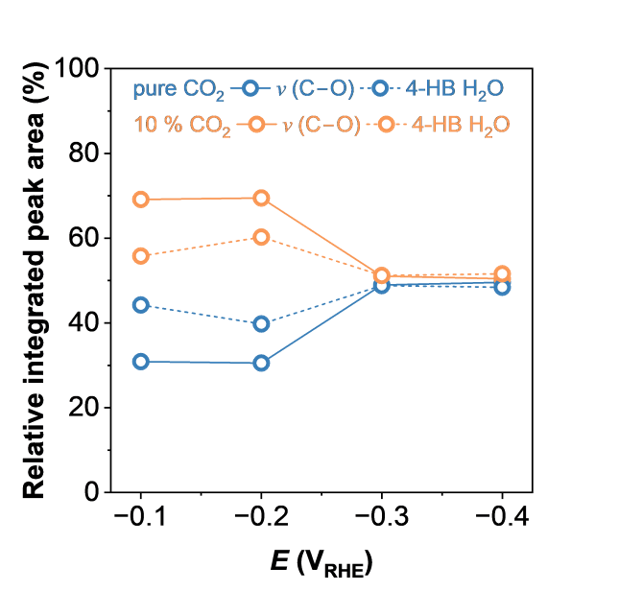 Relative integrated peak area (%)
100
80
60
40
20
0
pure CO₂ ν (C−O) 4-HB H₂O
10 % CO₂ ν (C−O) 4-HB H₂O
−0.1 −0.2 −0.3 −0.4
E (V_RHE)